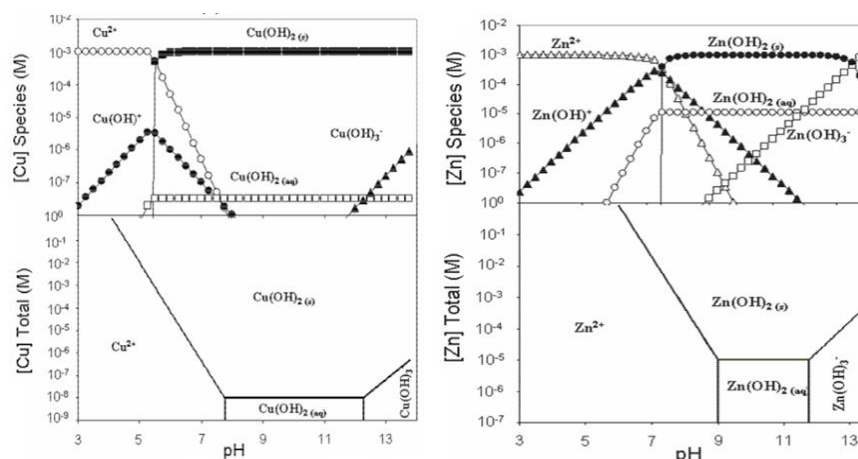 10⁻²
10⁻³
10⁻⁴
10⁻⁵
10⁻⁶
10⁻⁷
[Cu] Species (M)
Cu²⁺
Cu(OH)₂ (s)
Cu(OH)⁺
Cu(OH)₃⁻
Cu(OH)₂ (aq)
10⁰
10⁻¹
10⁻²
10⁻³
10⁻⁴
10⁻⁵
10⁻⁶
10⁻⁷
10⁻⁸
10⁻⁹
[Cu] Total (M)
Cu(OH)₂ (s)
Cu²⁺
Cu(OH)₂ (aq)
Cu(OH)₃
3 5 7 9 11 13
pH
10⁻²
10⁻³
10⁻⁴
10⁻⁵
10⁻⁶
10⁻⁷
[Zn] Species (M)
Zn²⁺
Zn(OH)₂ (s)
Zn(OH)⁺
Zn(OH)₂ (aq)
Zn(OH)₃⁻
10⁰
10⁻¹
10⁻²
10⁻³
10⁻⁴
10⁻⁵
10⁻⁶
10⁻⁷
[Zn] Total (M)
Zn(OH)₂ (s)
Zn²⁺
Zn(OH)₂ (aq)
Zn(OH)₃⁻
3 5 7 9 11 13
pH